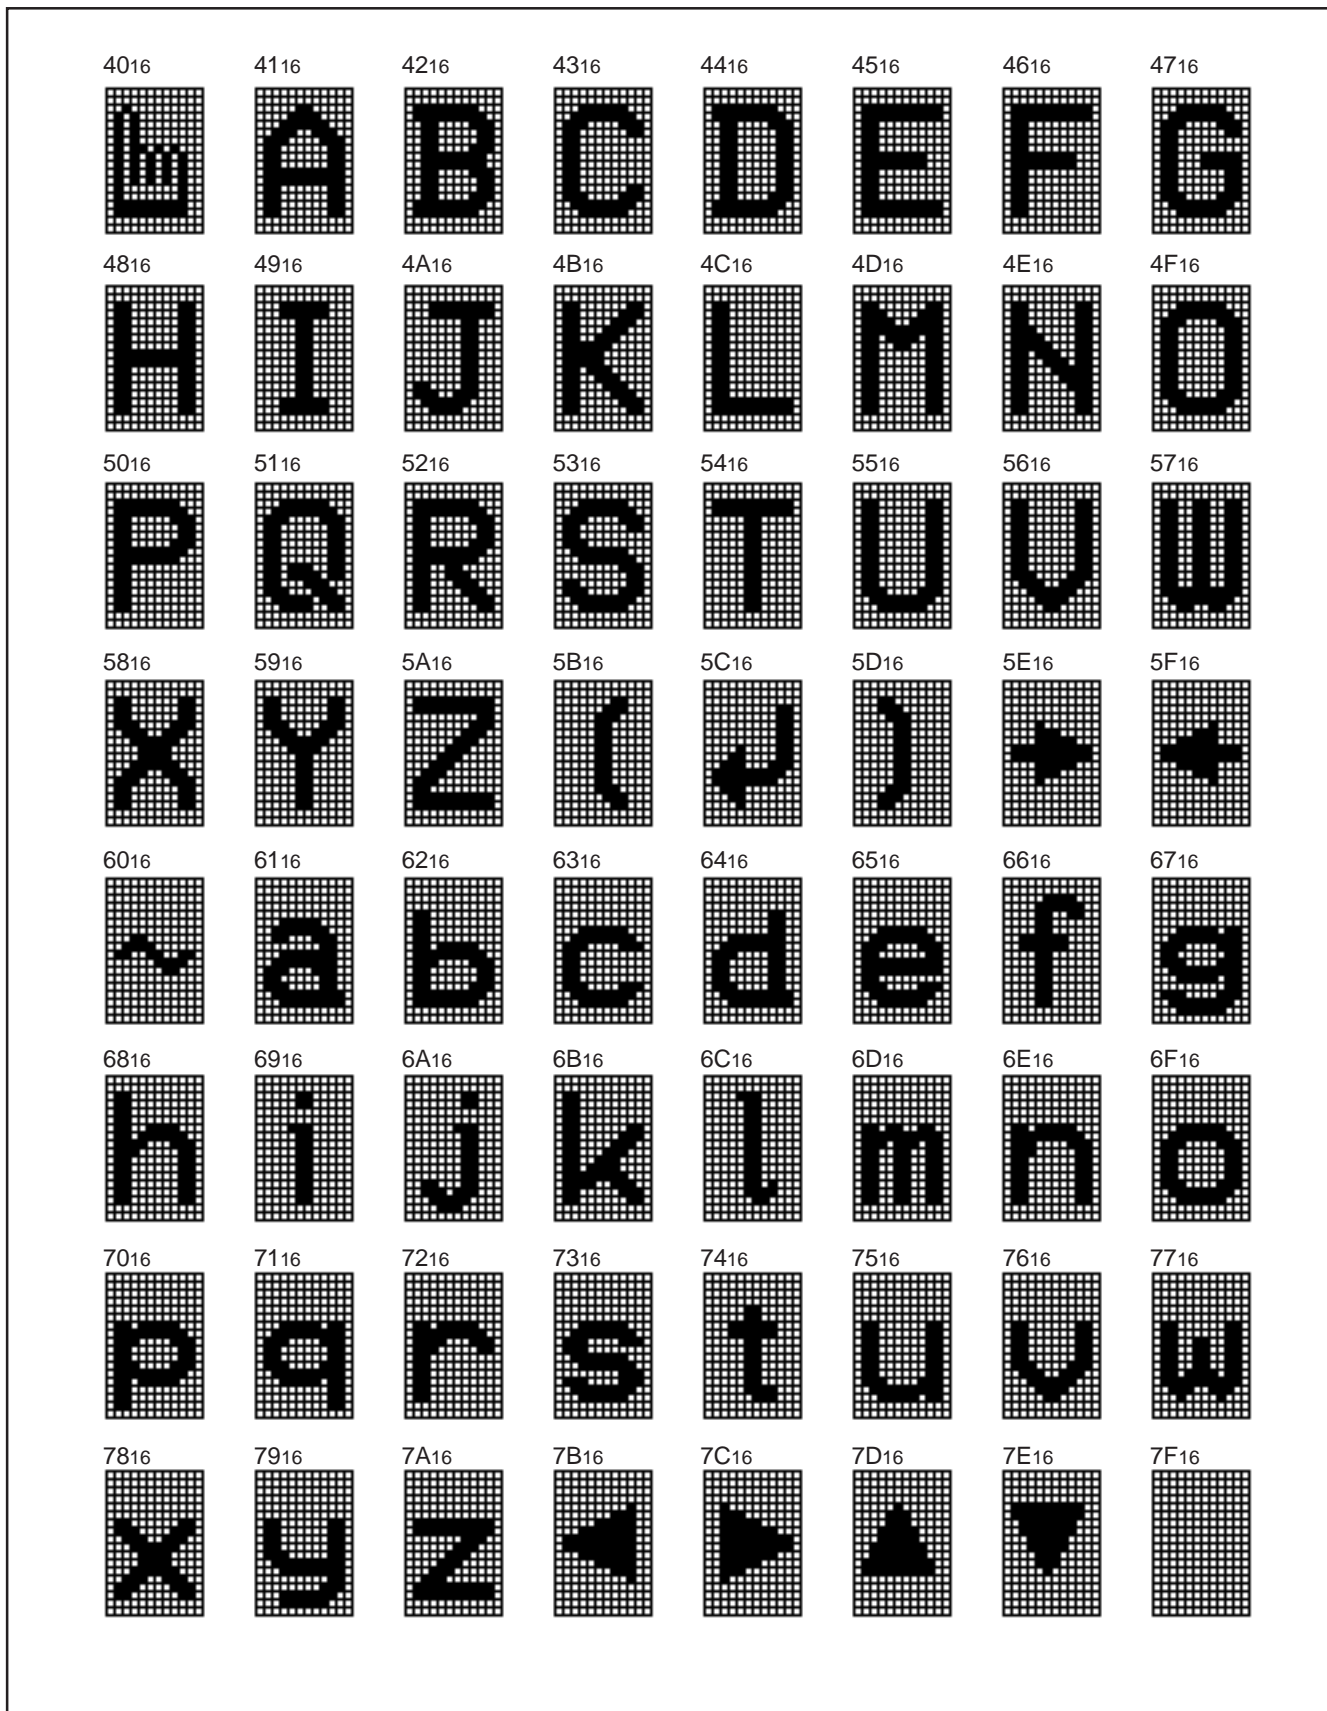 4016 4116 4216 4316 4416 4516 4616 4716
A B C D E F G
4816 4916 4A16 4B16 4C16 4D16 4E16 4F16
H I J K L M N O
5016 5116 5216 5316 5416 5516 5616 5716
P Q R S T U V W
5816 5916 5A16 5B16 5C16 5D16 5E16 5F16
X Y Z ( ↲ ) → ←
6016 6116 6216 6316 6416 6516 6616 6716
~ a b c d e f g
6816 6916 6A16 6B16 6C16 6D16 6E16 6F16
h i j k l m n o
7016 7116 7216 7316 7416 7516 7616 7716
p q r s t u v w
7816 7916 7A16 7B16 7C16 7D16 7E16 7F16
x y z ◀ ▶ ▲ ▼